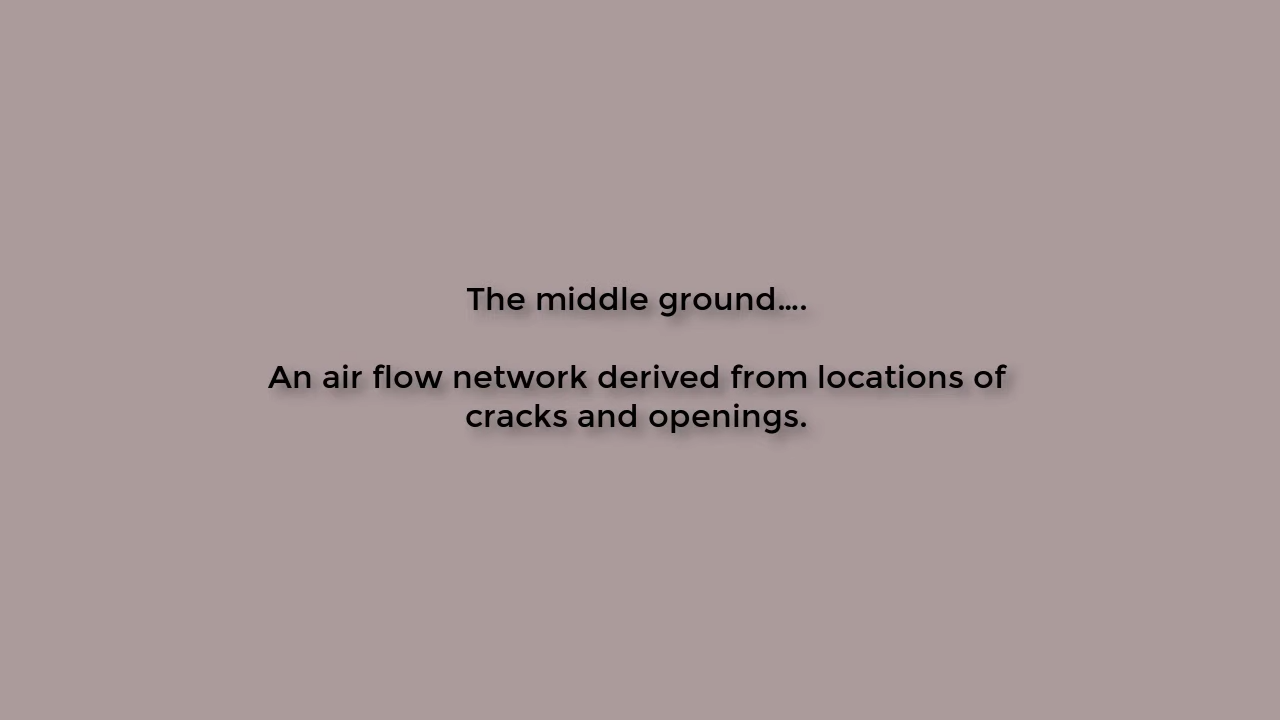 The middle ground....
An air flow network derived from locations of
cracks and openings.